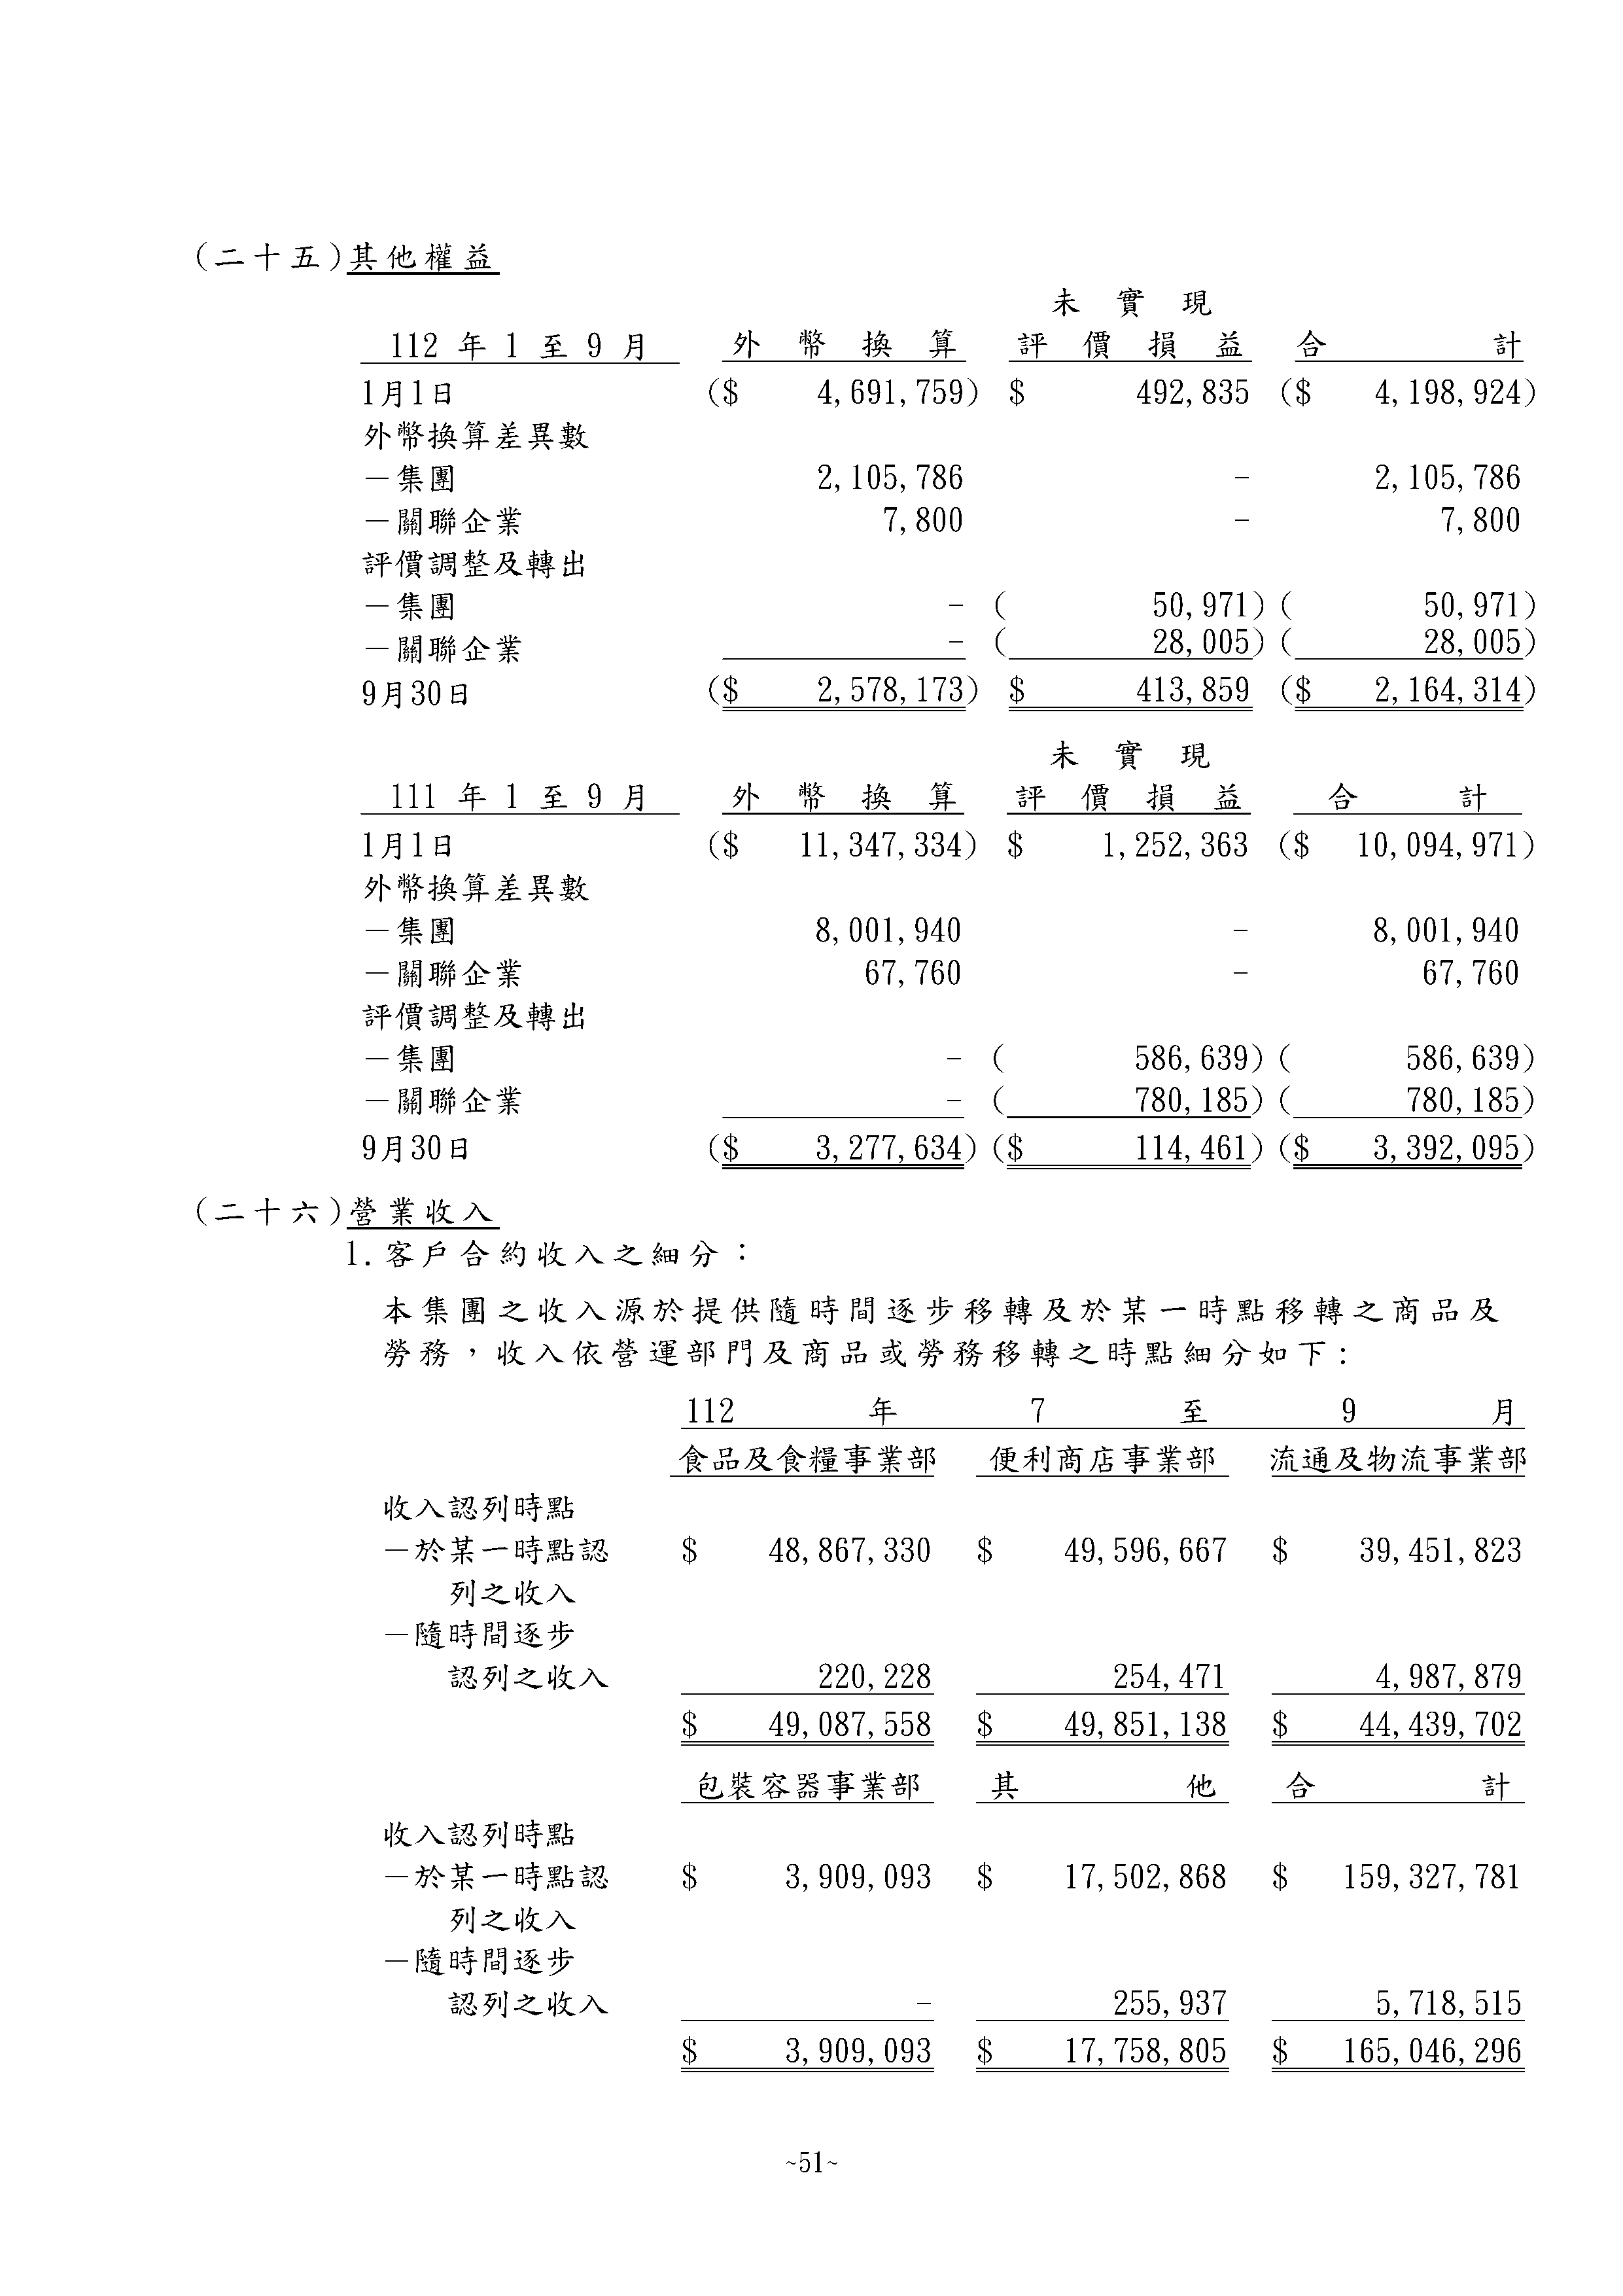 (二十五)其他權益
未實現
112年1至9月 外幣換算 評價損益 合計
1月1日 ($ 4,691,759) $ 492,835 ($ 4,198,924)
外幣換算差異數
－集團 2,105,786 - 2,105,786
－關聯企業 7,800 - 7,800
評價調整及轉出
－集團 - ( 50,971) ( 50,971)
－關聯企業 - ( 28,005) ( 28,005)
9月30日 ($ 2,578,173) $ 413,859 ($ 2,164,314)
未實現
111年1至9月 外幣換算 評價損益 合計
1月1日 ($ 11,347,334) $ 1,252,363 ($ 10,094,971)
外幣換算差異數
－集團 8,001,940 - 8,001,940
－關聯企業 67,760 - 67,760
評價調整及轉出
－集團 - ( 586,639) ( 586,639)
－關聯企業 - ( 780,185) ( 780,185)
9月30日 ($ 3,277,634) ($ 114,461) ($ 3,392,095)
(二十六)營業收入
1.客戶合約收入之細分：
本集團之收入源於提供隨時間逐步移轉及於某一時點移轉之商品及
勞務，收入依營運部門及商品或勞務移轉之時點細分如下:
112年7至9月
食品及食糧事業部 便利商店事業部 流通及物流事業部
收入認列時點
－於某一時點認 $ 48,867,330 $ 49,596,667 $ 39,451,823
列之收入
－隨時間逐步
認列之收入 220,228 254,471 4,987,879
$ 49,087,558 $ 49,851,138 $ 44,439,702
包裝容器事業部 其他 合計
收入認列時點
－於某一時點認 $ 3,909,093 $ 17,502,868 $ 159,327,781
列之收入
－隨時間逐步
認列之收入 - 255,937 5,718,515
$ 3,909,093 $ 17,758,805 $ 165,046,296
~51~